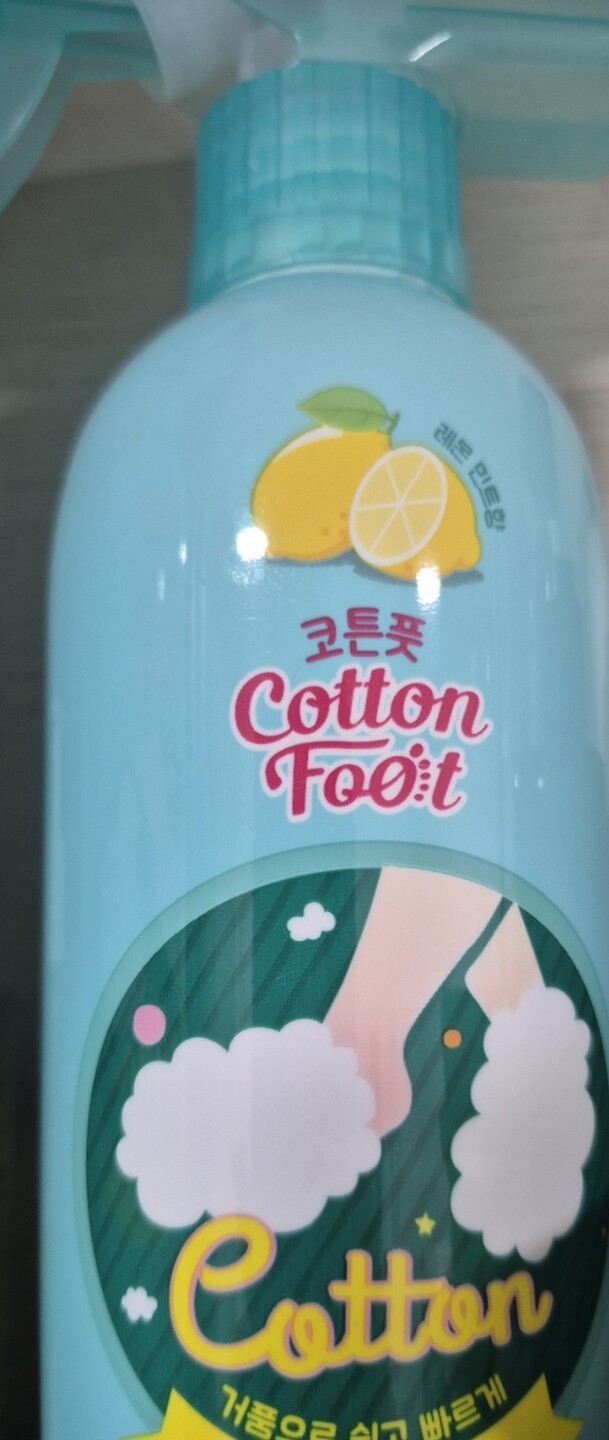 레몬 민트향
코튼풋
Cotton
Foot
Cotton
거품으로 쉽고 빠르게